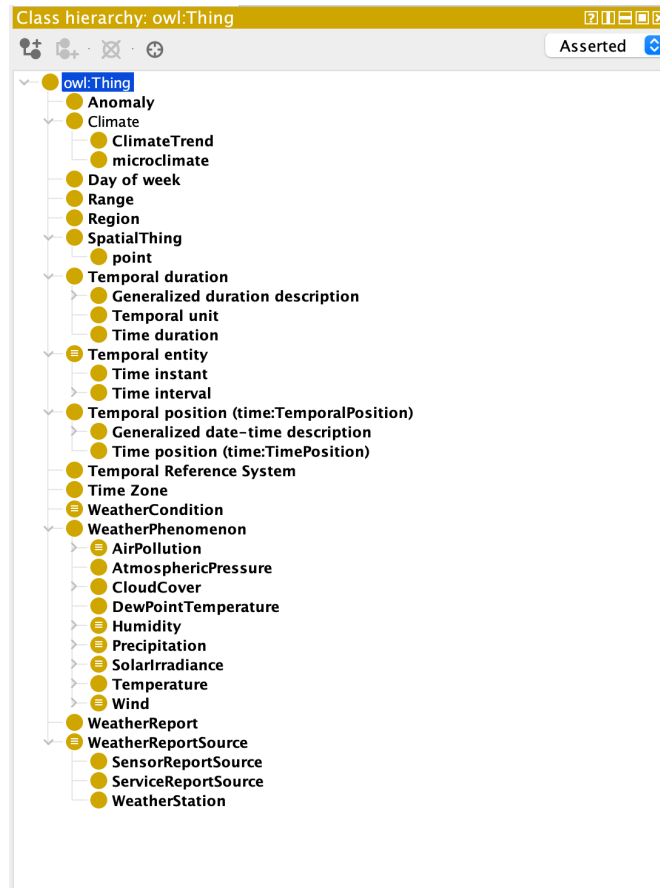 Class hierarchy: owl:Thing
Asserted
owl:Thing
Anomaly
Climate
ClimateTrend
microclimate
Day of week
Range
Region
SpatialThing
point
Temporal duration
Generalized duration description
Temporal unit
Time duration
Temporal entity
Time instant
Time interval
Temporal position (time:TemporalPosition)
Generalized date-time description
Time position (time:TimePosition)
Temporal Reference System
Time Zone
WeatherCondition
WeatherPhenomenon
AirPollution
AtmosphericPressure
CloudCover
DewPointTemperature
Humidity
Precipitation
SolarIrradiance
Temperature
Wind
WeatherReport
WeatherReportSource
SensorReportSource
ServiceReportSource
WeatherStation